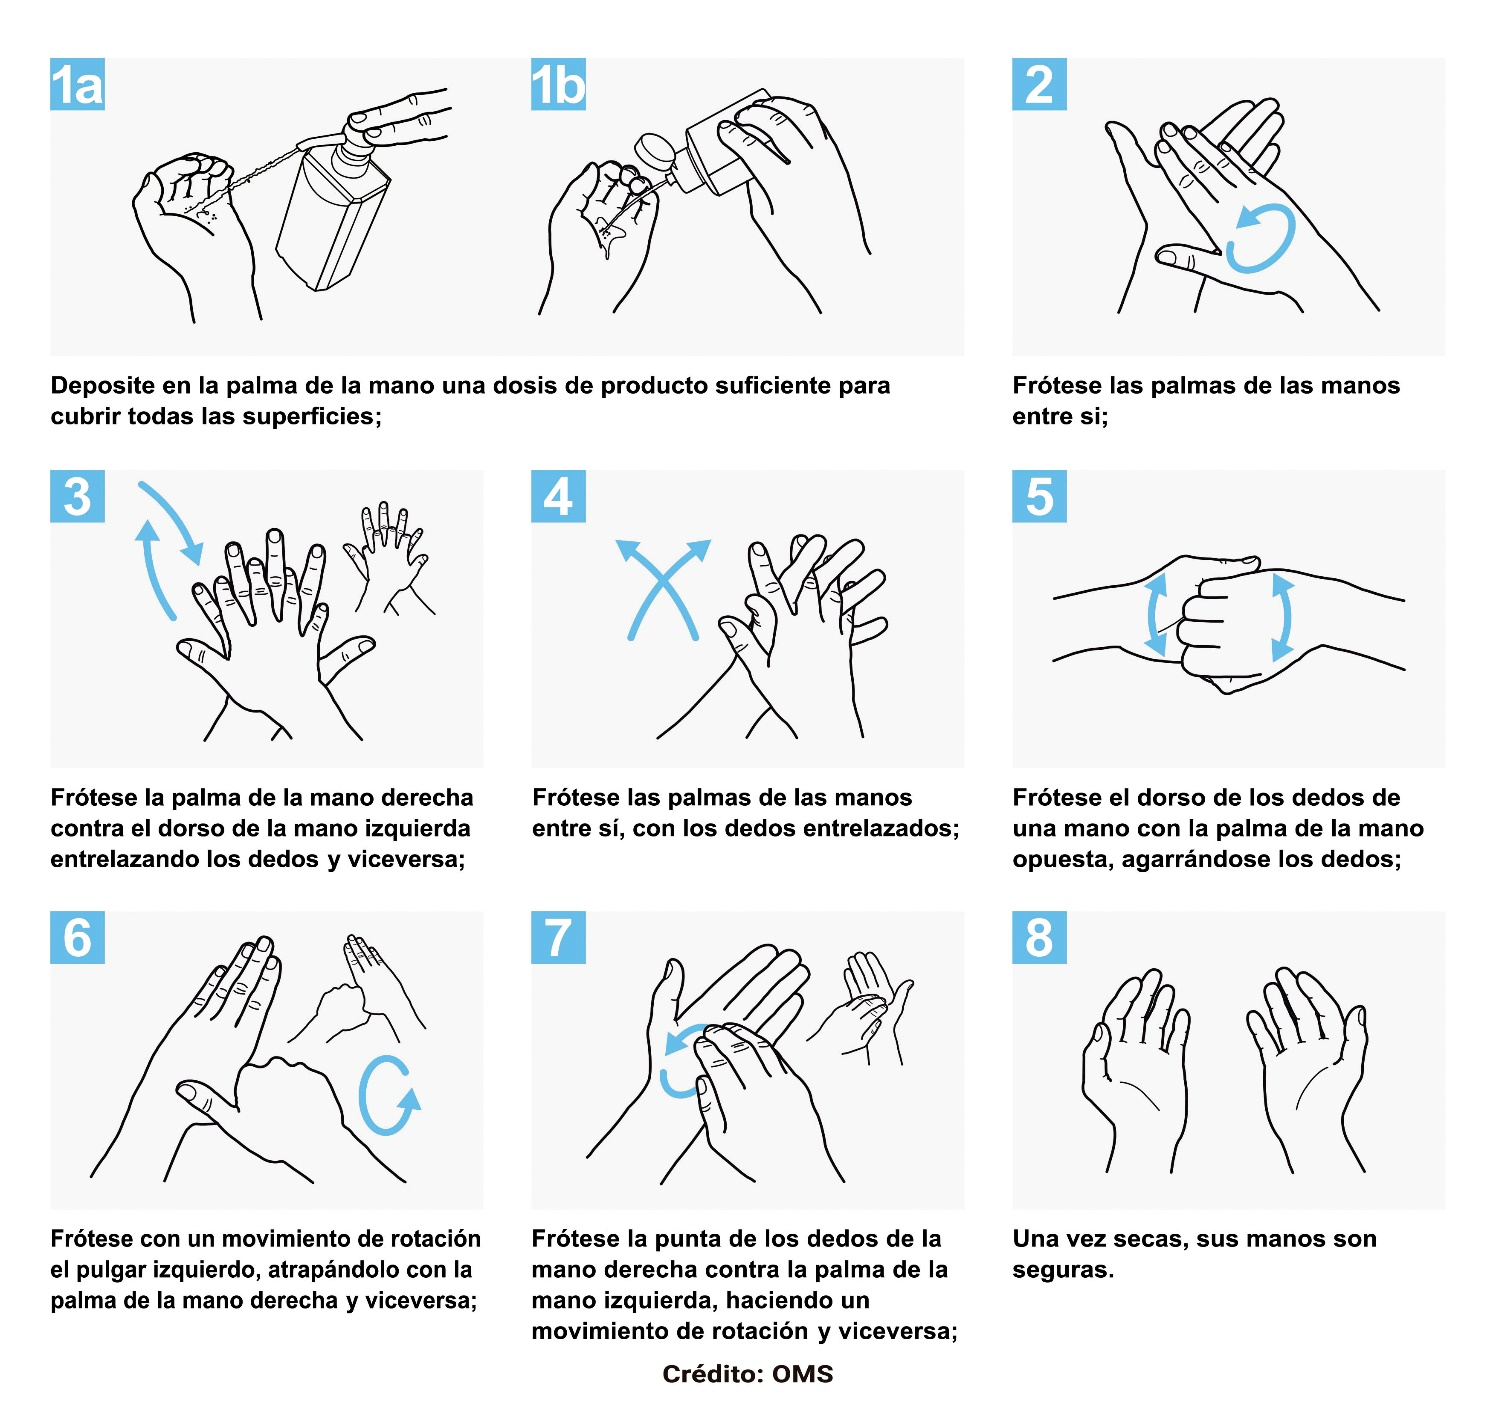 1a
1b
2
Deposite en la palma de la mano una dosis de producto suficiente para
cubrir todas las superficies;
Frótese las palmas de las manos
entre si;
3
4
5
Frótese la palma de la mano derecha
contra el dorso de la mano izquierda
entrelazando los dedos y viceversa;
Frótese las palmas de las manos
entre sí, con los dedos entrelazados;
Frótese el dorso de los dedos de
una mano con la palma de la mano
opuesta, agarrándose los dedos;
6
7
8
Frótese con un movimiento de rotación
el pulgar izquierdo, atrapándolo con la
palma de la mano derecha y viceversa;
Frótese la punta de los dedos de la
mano derecha contra la palma de la
mano izquierda, haciendo un
movimiento de rotación y viceversa;
Una vez secas, sus manos son
seguras.
Crédito: OMS